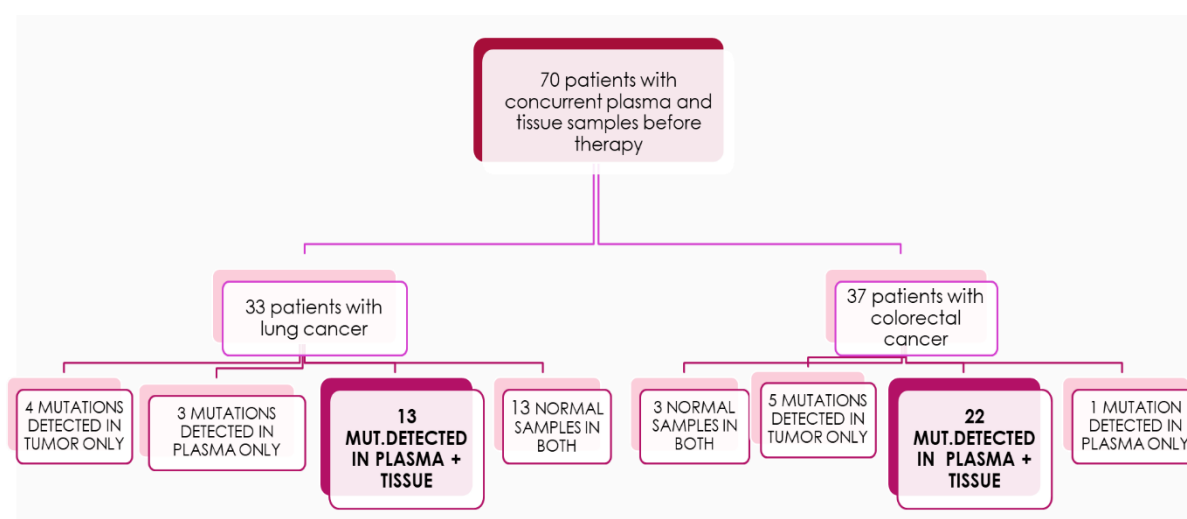 70 patients with
concurrent plasma and
tissue samples before
therapy
33 patients with
lung cancer
37 patients with
colorectal
cancer
4 MUTATIONS
DETECTED IN
TUMOR ONLY
3 MUTATIONS
DETECTED IN
PLASMA ONLY
13
MUT.DETECTED
IN PLASMA +
TISSUE
13 NORMAL
SAMPLES IN
BOTH
3 NORMAL
SAMPLES IN
BOTH
5 MUTATIONS
DETECTED IN
TUMOR ONLY
22
MUT.DETECTED
IN PLASMA +
TISSUE
1 MUTATION
DETECTED IN
PLASMA ONLY